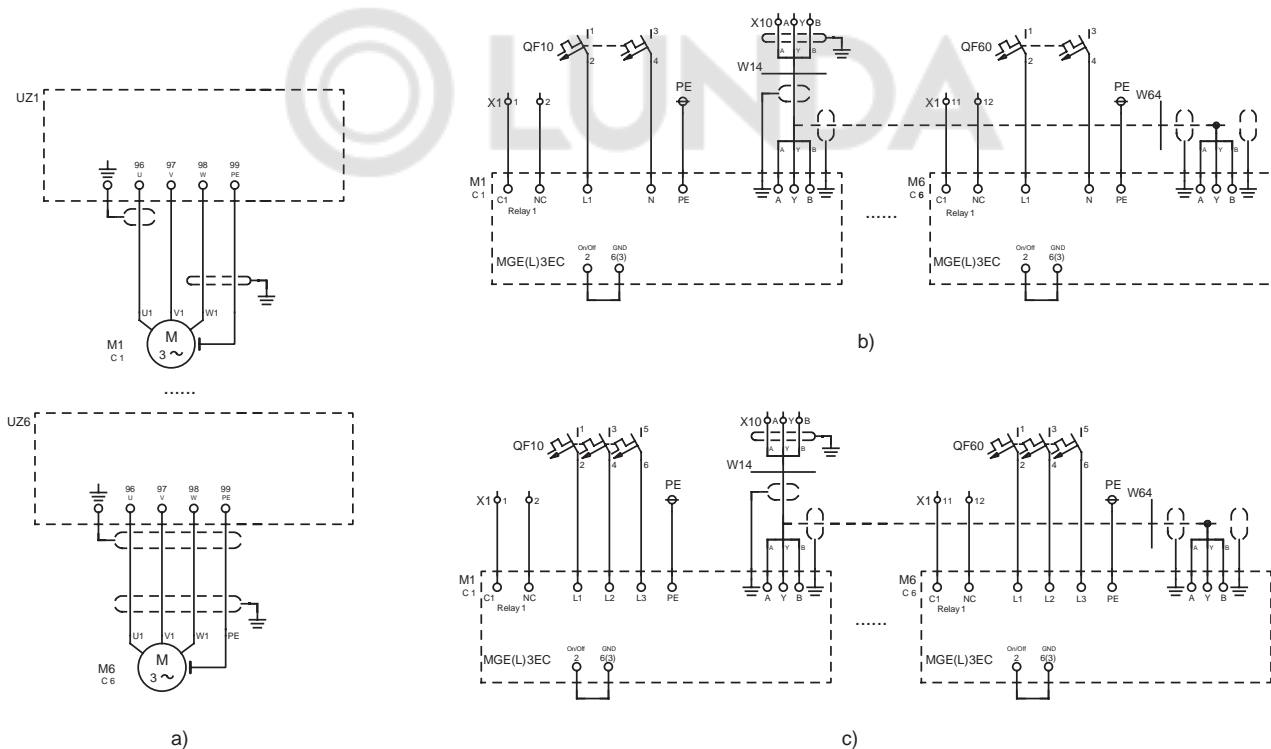 LUNDA
UZ1
96 97 98 99
U V W PE
U1 V1 W1
M
3 ~
M1
C 1
......
UZ6
96 97 98 99
U V W PE
U1 V1 W1 PE
M
3 ~
M6
C 6
a)
X10 A Y B
QF10 1 3
2 4
A Y B
W14
PE
X1 1 2
A Y B
M1
C 1
C1 NC L1 N PE A Y B
Relay 1
MGE(L)3EC
On/Off GND
2 6(3)
......
QF60 1 3
2 4
PE
W64
X1 11 12
A Y B
M6
C 6
C1 NC L1 N PE A Y B
Relay 1
MGE(L)3EC
On/Off GND
2 6(3)
b)
X10 A Y B
QF10 1 3 5
2 4 6
A Y B
W14
PE
X1 1 2
A Y B
M1
C 1
C1 NC L1 L2 L3 PE A Y B
Relay 1
MGE(L)3EC
On/Off GND
2 6(3)
......
QF60 1 3 5
2 4 6
PE
W64
X1 11 12
A Y B
M6
C 6
C1 NC L1 L2 L3 PE A Y B
Relay 1
MGE(L)3EC
On/Off GND
2 6(3)
c)